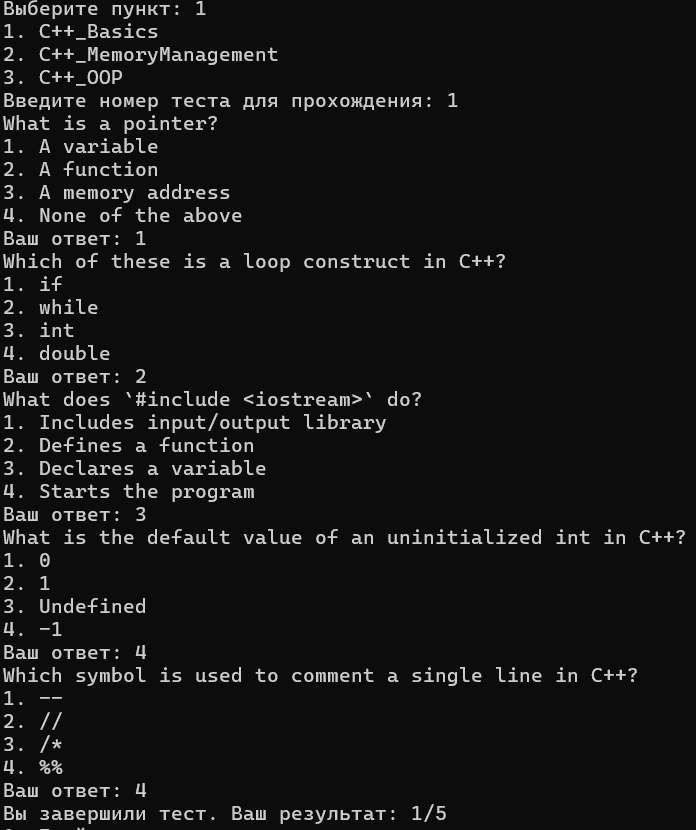 Выберите пункт: 1
1. C++_Basics
2. C++_MemoryManagement
3. C++_OOP
Введите номер теста для прохождения: 1
What is a pointer?
1. A variable
2. A function
3. A memory address
4. None of the above
Ваш ответ: 1
Which of these is a loop construct in C++?
1. if
2. while
3. int
4. double
Ваш ответ: 2
What does `#include <iostream>` do?
1. Includes input/output library
2. Defines a function
3. Declares a variable
4. Starts the program
Ваш ответ: 3
What is the default value of an uninitialized int in C++?
1. 0
2. 1
3. Undefined
4. -1
Ваш ответ: 4
Which symbol is used to comment a single line in C++?
1. --
2. //
3. /*
4. %%
Ваш ответ: 4
Вы завершили тест. Ваш результат: 1/5